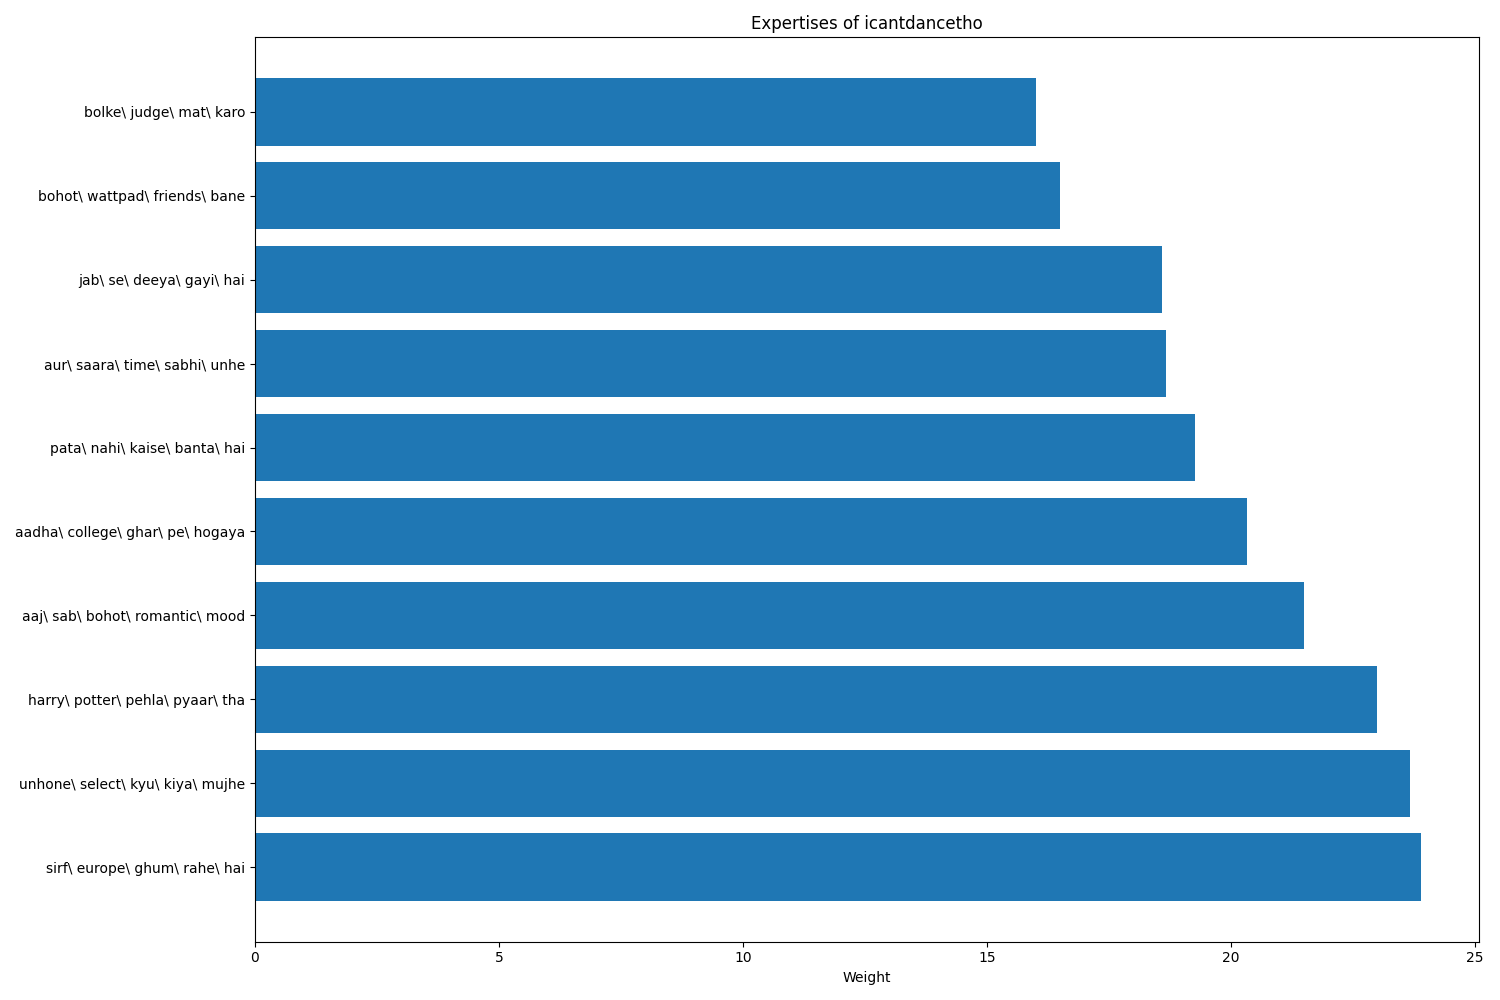 Expertises of icantdancetho
bolke\ judge\ mat\ karo
bohot\ wattpad\ friends\ bane
jab\ se\ deeya\ gayi\ hai
aur\ saara\ time\ sabhi\ unhe
pata\ nahi\ kaise\ banta\ hai
aadha\ college\ ghar\ pe\ hogaya
aaj\ sab\ bohot\ romantic\ mood
harry\ potter\ pehla\ pyaar\ tha
unhone\ select\ kyu\ kiya\ mujhe
sirf\ europe\ ghum\ rahe\ hai
0 5 10 15 20 25
Weight